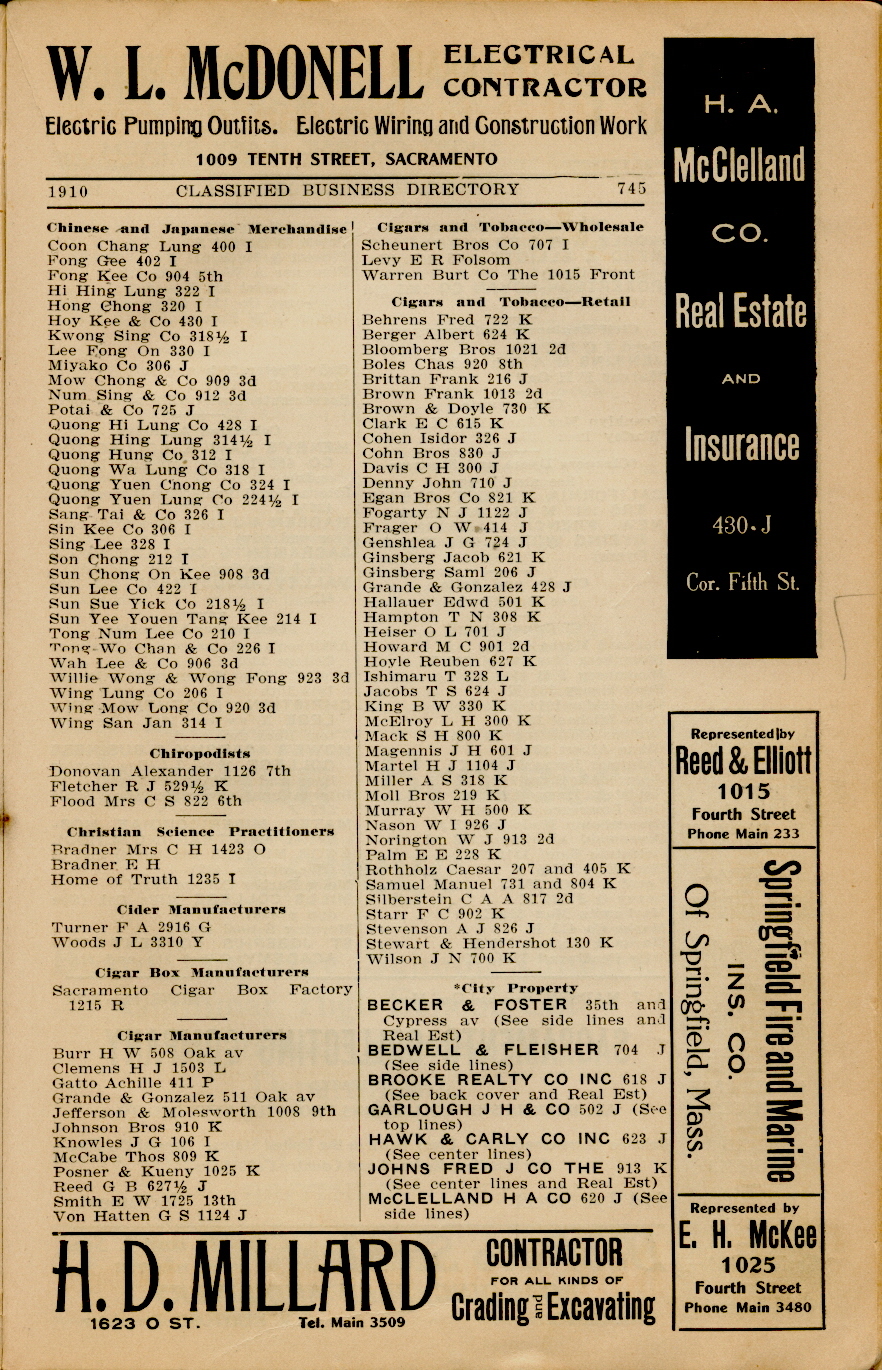 W. L. McDONELL ELECTRICAL
CONTRACTOR
Electric Pumping Outfits. Electric Wiring and Construction Work
1009 TENTH STREET, SACRAMENTO
1910 CLASSIFIED BUSINESS DIRECTORY 745
Chinese and Japanese Merchandise
Coon Chang Lung 400 I
Fong Gee 402 I
Fong Kee Co 904 5th
Hi Hing Lung 322 I
Hong Chong 320 I
Hoy Kee & Co 430 I
Kwong Sing Co 318½ I
Lee Fong On 330 I
Miyako Co 306 J
Mow Chong & Co 909 3d
Num Sing & Co 912 3d
Potai & Co 725 J
Quong Hi Lung Co 428 I
Quong Hing Lung 314½ I
Quong Hung Co 312 I
Quong Wa Lung Co 318 I
Quong Yuen Cnong Co 324 I
Quong Yuen Lung Co 224½ I
Sang Tai & Co 326 I
Sin Kee Co 306 I
Sing Lee 328 I
Son Chong 212 I
Sun Chong On Kee 908 3d
Sun Lee Co 422 I
Sun Sue Yick Co 218½ I
Sun Yee Youen Tang Kee 214 I
Tong Num Lee Co 210 I
Tong Wo Chan & Co 226 I
Wah Lee & Co 906 3d
Willie Wong & Wong Fong 923 3d
Wing Lung Co 206 I
Wing Mow Long Co 920 3d
Wing San Jan 314 I
Chiropodists
Donovan Alexander 1126 7th
Fletcher R J 529½ K
Flood Mrs C S 822 6th
Christian Science Practitioners
Bradner Mrs C H 1423 O
Bradner E H
Home of Truth 1235 I
Cider Manufacturers
Turner F A 2916 G
Woods J L 3310 Y
Cigar Box Manufacturers
Sacramento Cigar Box Factory
1215 R
Cigar Manufacturers
Burr H W 508 Oak av
Clemens H J 1503 L
Gatto Achille 411 P
Grande & Gonzalez 511 Oak av
Jefferson & Molesworth 1008 9th
Johnson Bros 910 K
Knowles J G 106 I
McCabe Thos 809 K
Posner & Kueny 1025 K
Reed G B 627½ J
Smith E W 1725 13th
Von Hatten G S 1124 J
Cigars and Tobacco—Wholesale
Scheunert Bros Co 707 I
Levy E R Folsom
Warren Burt Co The 1015 Front
Cigars and Tobacco—Retail
Behrens Fred 722 K
Berger Albert 624 K
Bloomberg Bros 1021 2d
Boles Chas 920 8th
Brittan Frank 216 J
Brown Frank 1013 2d
Brown & Doyle 730 K
Clark E C 615 K
Cohen Isidor 326 J
Cohn Bros 830 J
Davis C H 300 J
Denny John 710 J
Egan Bros Co 821 K
Fogarty N J 1122 J
Frager O W 414 J
Genshlea J G 724 J
Ginsberg Jacob 621 K
Ginsberg Saml 206 J
Grande & Gonzalez 428 J
Hallauer Edwd 501 K
Hampton T N 308 K
Heiser O L 701 J
Howard M C 901 2d
Hoyle Reuben 627 K
Ishimaru T 328 L
Jacobs T S 624 J
King B W 330 K
McElroy L H 300 K
Mack S H 800 K
Magennis J H 601 J
Martel H J 1104 J
Miller A S 318 K
Moll Bros 219 K
Murray W H 500 K
Nason W I 926 J
Norington W J 913 2d
Palm E E 228 K
Rothholz Caesar 207 and 405 K
Samuel Manuel 731 and 804 K
Silberstein C A A 817 2d
Starr F C 902 K
Stevenson A J 826 J
Stewart & Hendershot 130 K
Wilson J N 700 K
*City Property
BECKER & FOSTER 35th and
Cypress av (See side lines and
Real Est)
BEDWELL & FLEISHER 704 J
(See side lines)
BROOKE REALTY CO INC 618 J
(See back cover and Real Est)
GARLOUGH J H & CO 502 J (See
top lines)
HAWK & CARLY CO INC 623 J
(See center lines)
JOHNS FRED J CO THE 913 K
(See center lines and Real Est)
McCLELLAND H A CO 620 J (See
side lines)
H. A.
McClelland
CO.
Real Estate
AND
Insurance
430 J
Cor. Fifth St.
Represented by
Reed & Elliott
1015
Fourth Street
Phone Main 233
Springfield Fire and Marine
INS. CO.
Of Springfield, Mass.
Represented by
E. H. McKee
1025
Fourth Street
Phone Main 3480
H. D. MILLARD
1623 O ST. Tel. Main 3509
CONTRACTOR
FOR ALL KINDS OF
Grading and Excavating